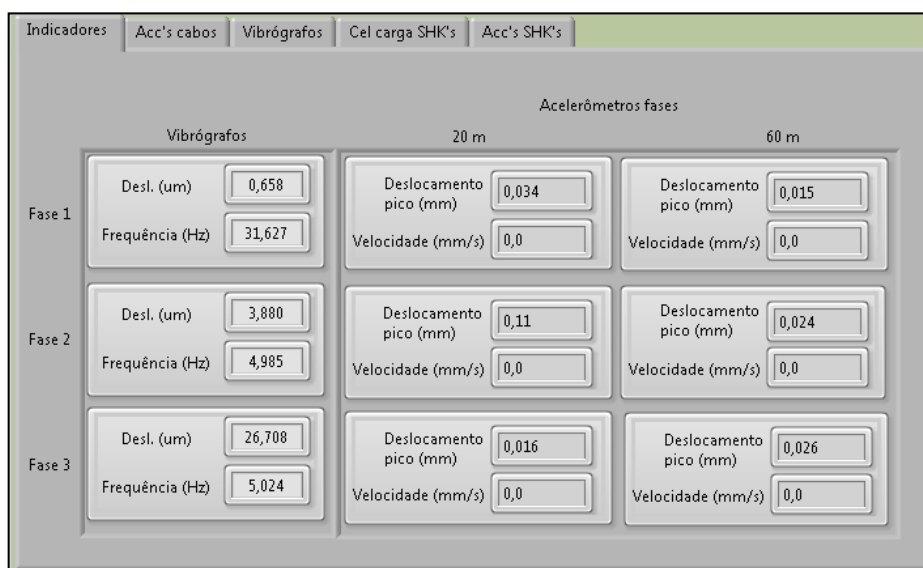 Indicadores Acc's cabos Vibrógrafos Cel carga SHK's Acc's SHK's
Acelerômetros fases
Vibrógrafos 20 m 60 m
Fase 1
Desl. (um) 0,658
Frequência (Hz) 31,627
Deslocamento
pico (mm) 0,034
Velocidade (mm/s) 0,0
Deslocamento
pico (mm) 0,015
Velocidade (mm/s) 0,0
Fase 2
Desl. (um) 3,880
Frequência (Hz) 4,985
Deslocamento
pico (mm) 0,11
Velocidade (mm/s) 0,0
Deslocamento
pico (mm) 0,024
Velocidade (mm/s) 0,0
Fase 3
Desl. (um) 26,708
Frequência (Hz) 5,024
Deslocamento
pico (mm) 0,016
Velocidade (mm/s) 0,0
Deslocamento
pico (mm) 0,026
Velocidade (mm/s) 0,0